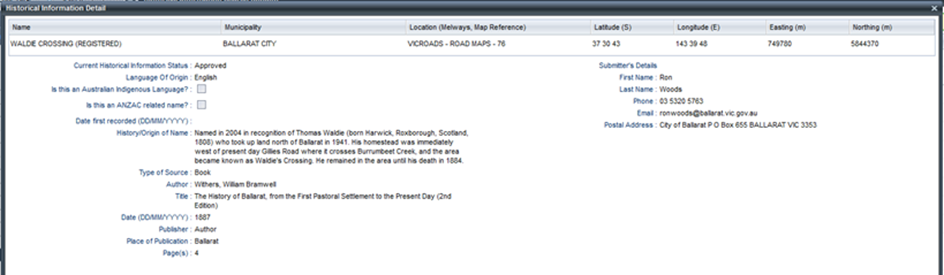 Historical Information Detail
Name Municipality Location (Melways, Map Reference) Latitude (S) Longitude (E) Easting (m) Northing (m)
WALDIE CROSSING (REGISTERED) BALLARAT CITY VICROADS - ROAD MAPS - 76 37 30 43 143 39 48 749780 5844370
Current Historical Information Status : Approved
Language Of Origin : English
Is this an Australian Indigenous Language? :
Is this an ANZAC related name? :
Date first recorded (DD/MM/YYYY) :
History/Origin of Name : Named in 2004 in recognition of Thomas Waldie (born Harwick, Roxborough, Scotland,
1808) who took up land north of Ballarat in 1941. His homestead was immediately
west of present day Gillies Road where it crosses Burrumbeet Creek, and the area
became known as Waldie's Crossing. He remained in the area until his death in 1884.
Type of Source : Book
Author : Withers, William Bramwell
Title : The History of Ballarat, from the First Pastoral Settlement to the Present Day (2nd
Edition)
Date (DD/MM/YYYY) : 1887
Publisher : Author
Place of Publication : Ballarat
Page(s) : 4
Submitter's Details
First Name : Ron
Last Name : Woods
Phone : 03 5320 5763
Email : ronwoods@ballarat.vic.gov.au
Postal Address : City of Ballarat P O Box 655 BALLARAT VIC 3353